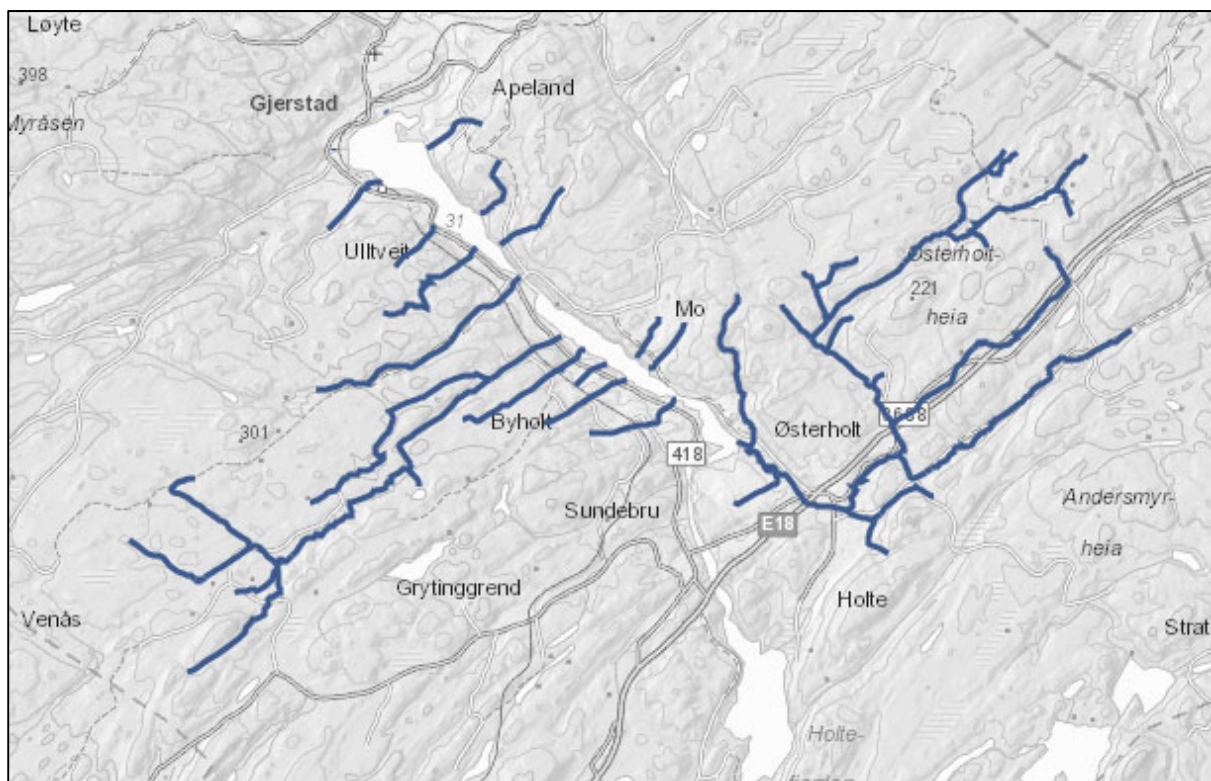 Løyte
Apeland
398
Gjerstad
Myråsen
31
Ulltveit
Østerholt-
221
heia
Mo
301
Byholt
Østerholt
418
Sundebru
E18
Andersmyr-
heia
Grytinggrend
Holte
Venås
Strat
Holte-